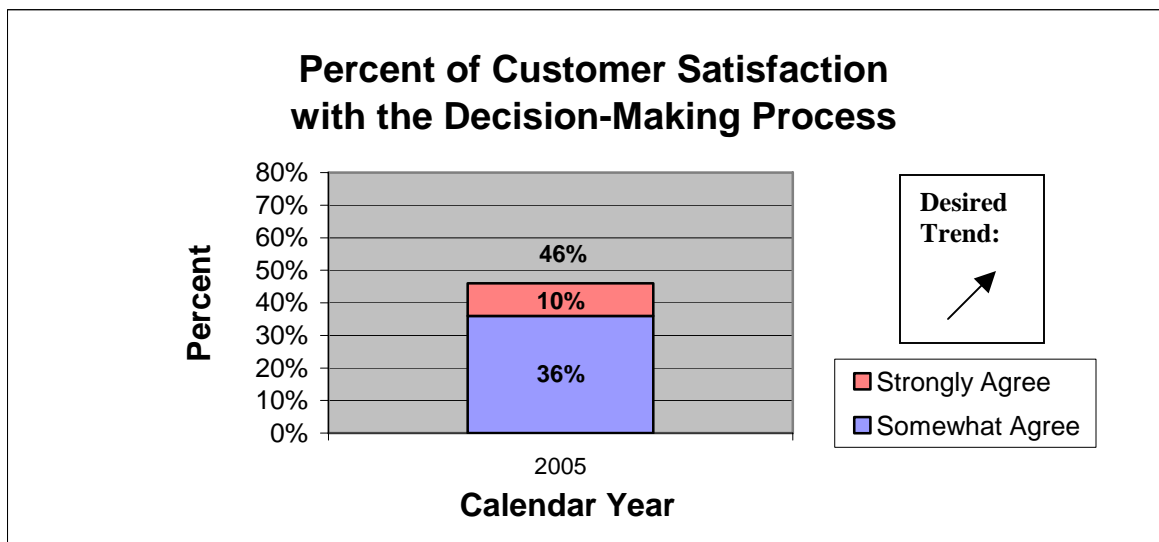 Percent of Customer Satisfaction
with the Decision-Making Process
80%
70%
60%
50%
40%
30%
20%
10%
0%
Percent
46%
10%
36%
2005
Calendar Year
Desired
Trend:
Strongly Agree
Somewhat Agree